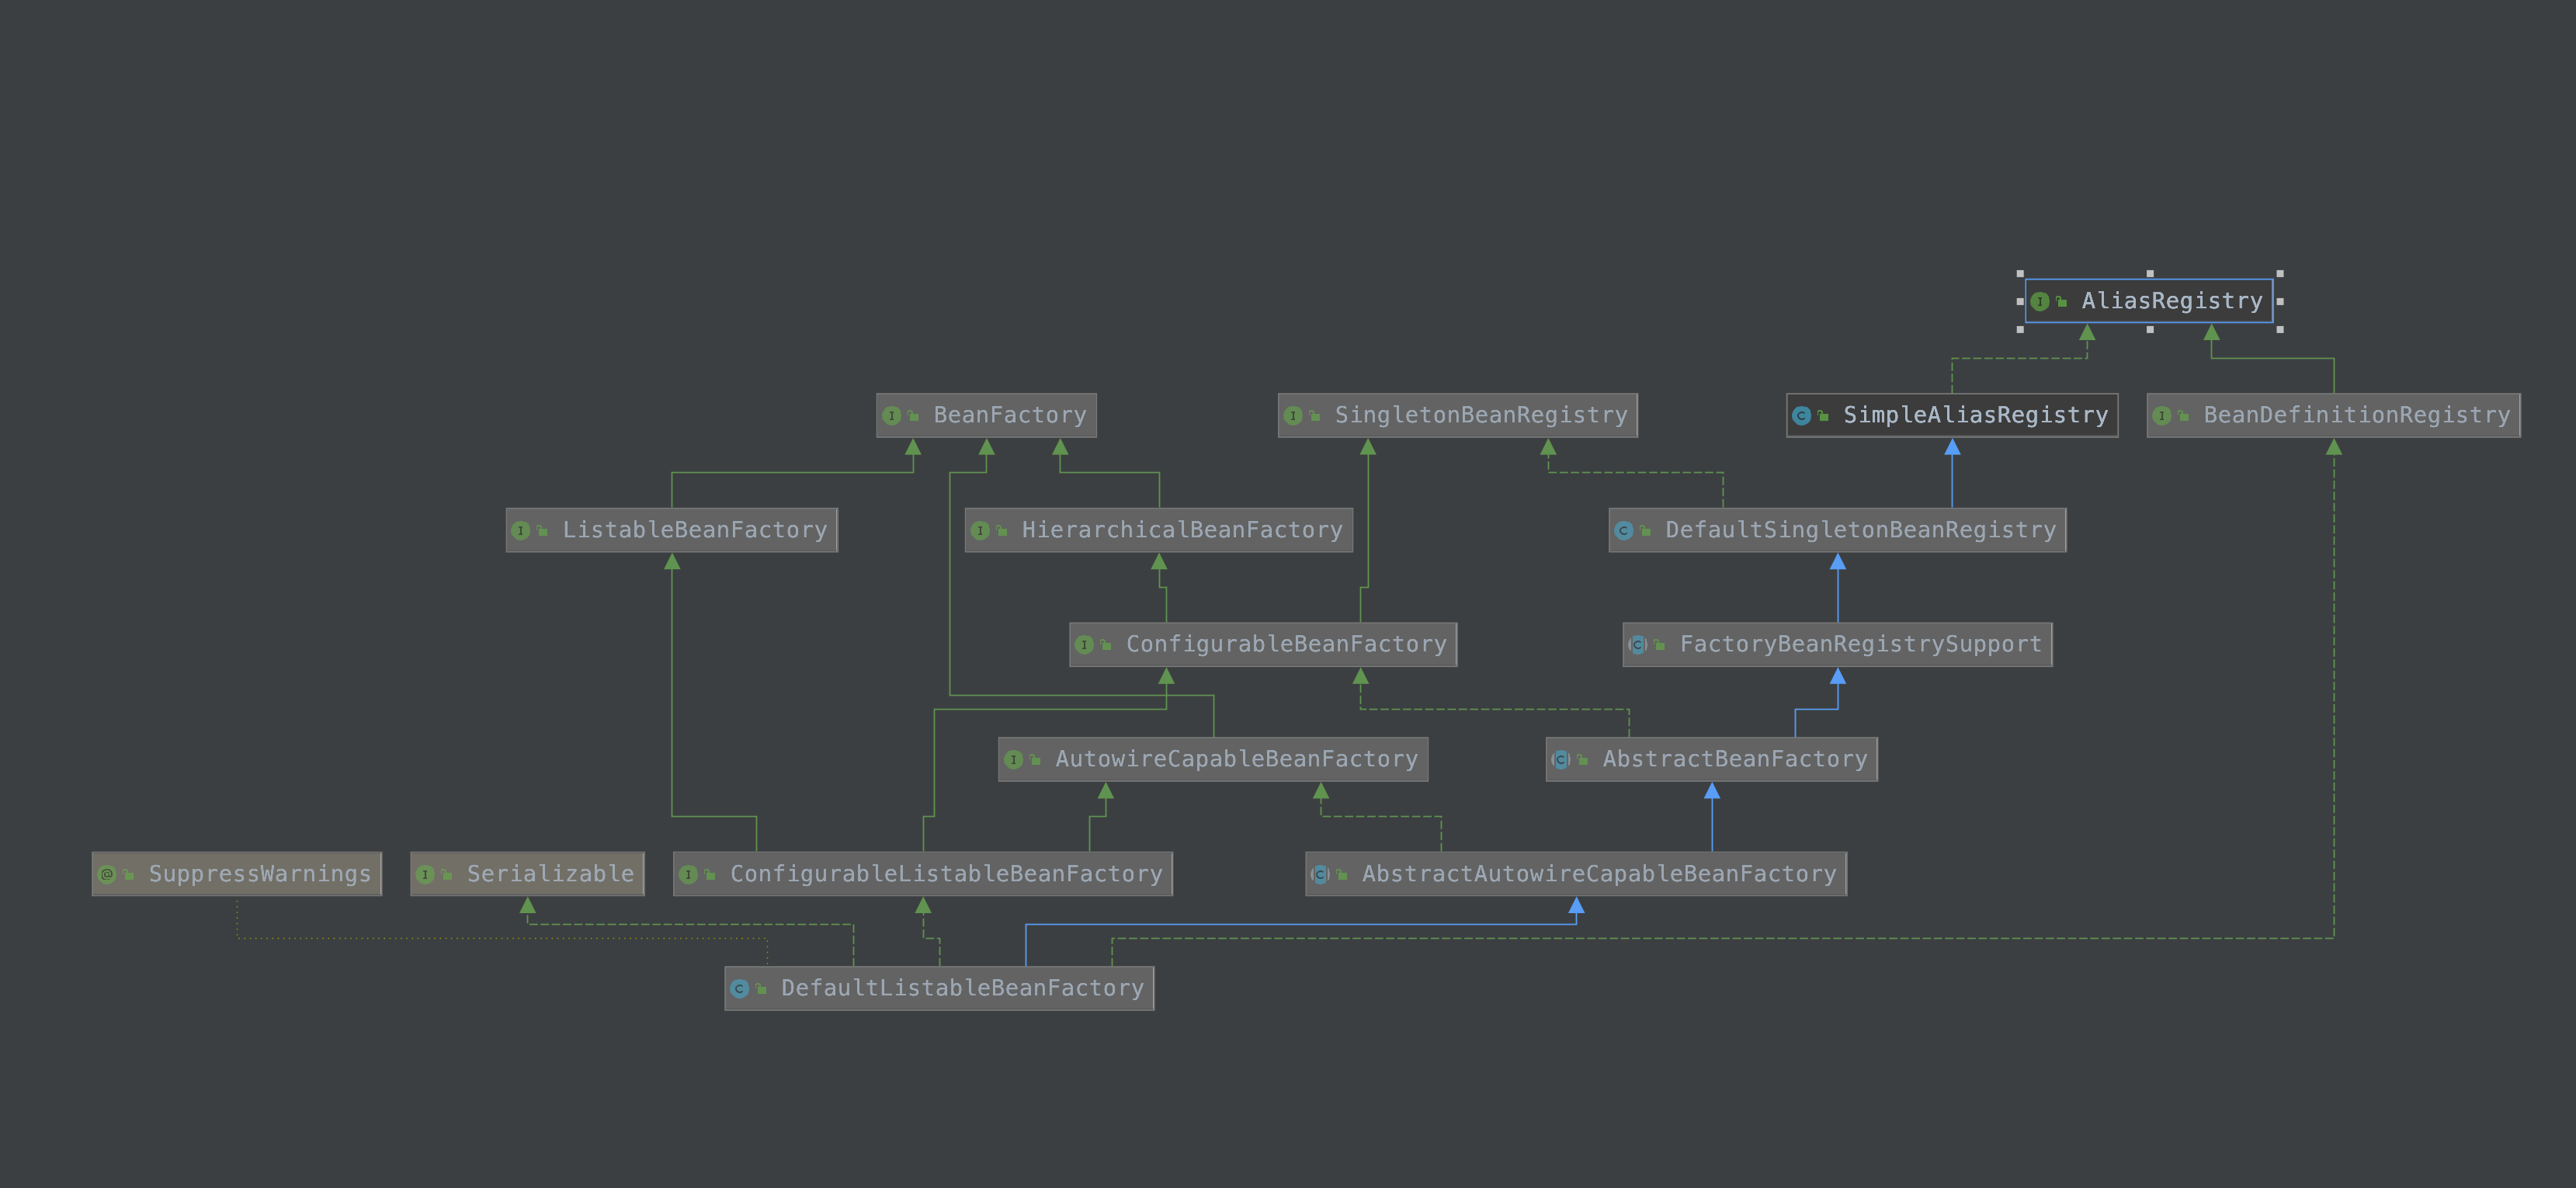 AliasRegistry
BeanFactory
SingletonBeanRegistry
SimpleAliasRegistry
BeanDefinitionRegistry
ListableBeanFactory
HierarchicalBeanFactory
DefaultSingletonBeanRegistry
ConfigurableBeanFactory
FactoryBeanRegistrySupport
AutowireCapableBeanFactory
AbstractBeanFactory
SuppressWarnings
Serializable
ConfigurableListableBeanFactory
AbstractAutowireCapableBeanFactory
DefaultListableBeanFactory